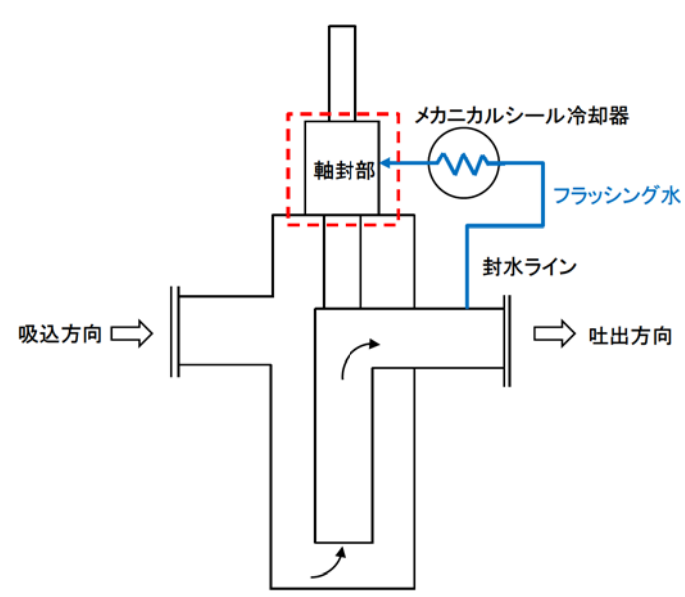 メカニカルシール冷却器
軸封部
フラッシング水
封水ライン
吸込方向
吐出方向